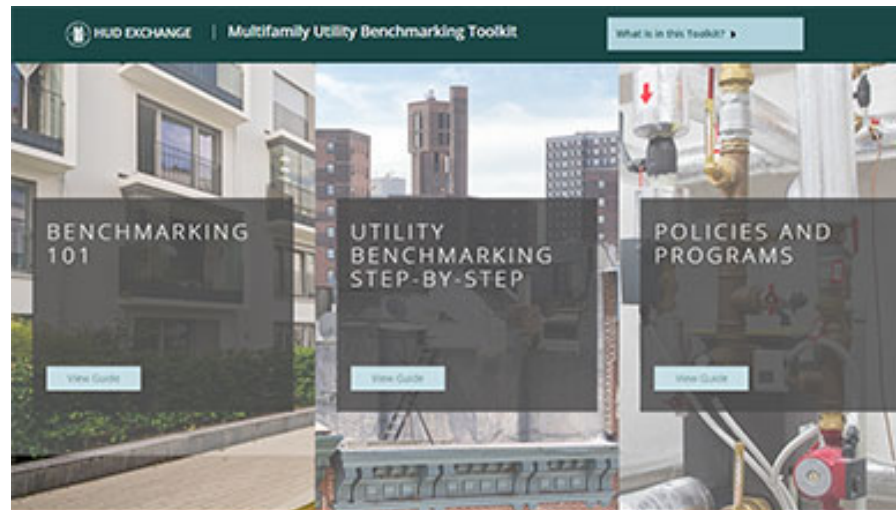 HUD EXCHANGE | Multifamily Utility Benchmarking Toolkit
What is in this Toolkit?
BENCHMARKING
101
View Guide
UTILITY
BENCHMARKING
STEP-BY-STEP
View Guide
POLICIES AND
PROGRAMS
View Guide